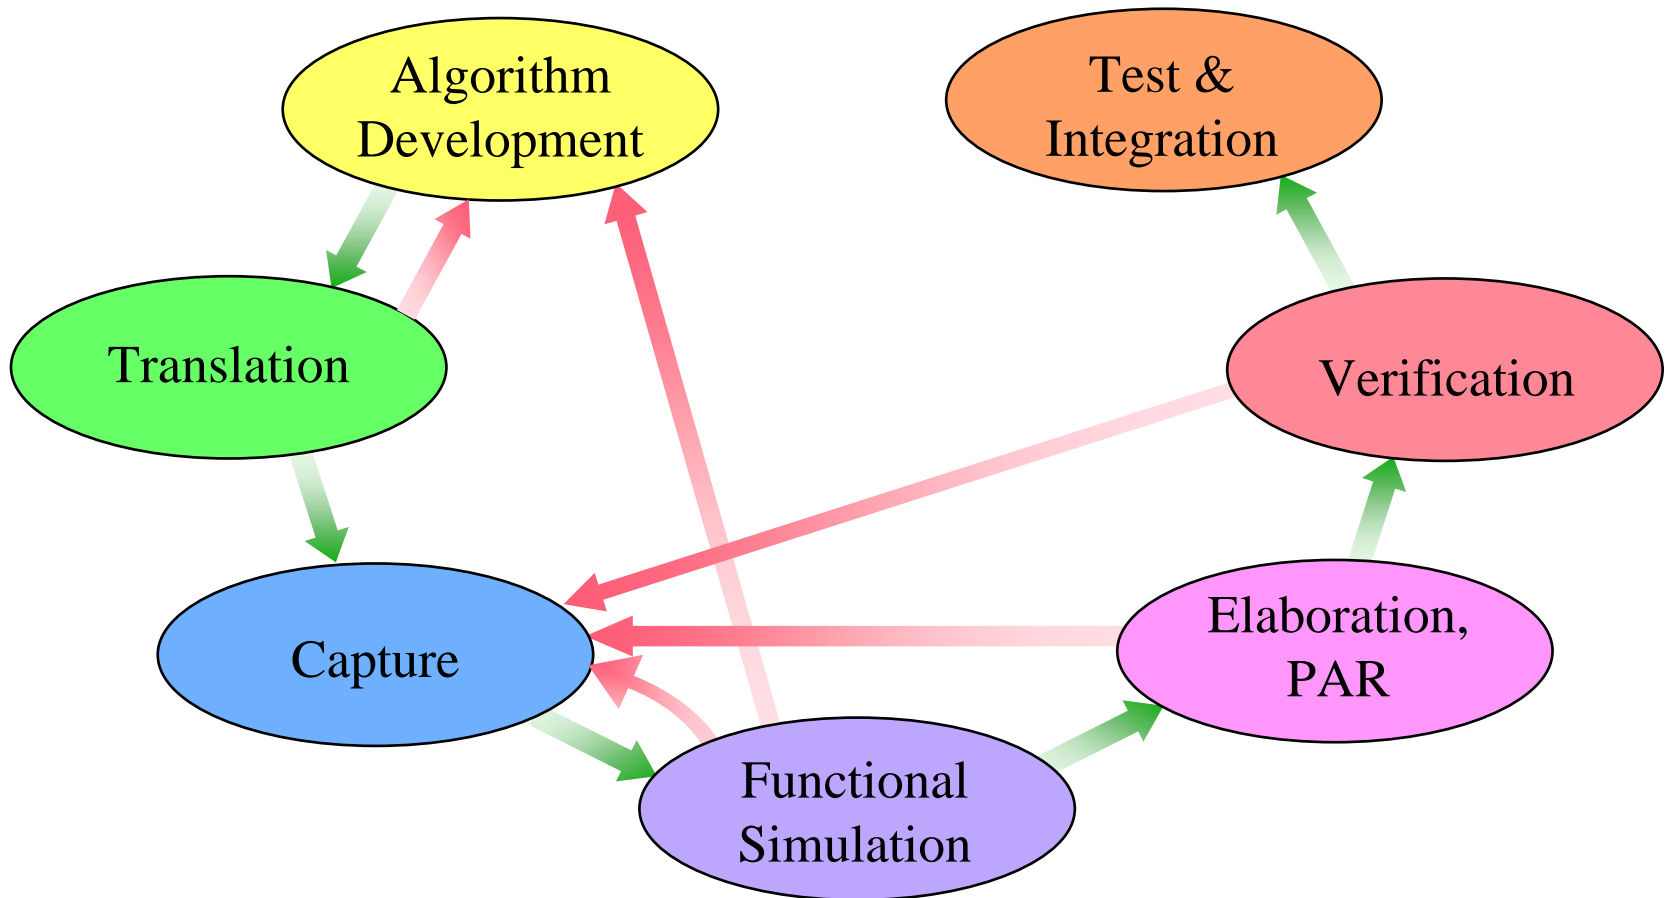 Algorithm
Development
Test &
Integration
Translation
Verification
Capture
Elaboration,
PAR
Functional
Simulation